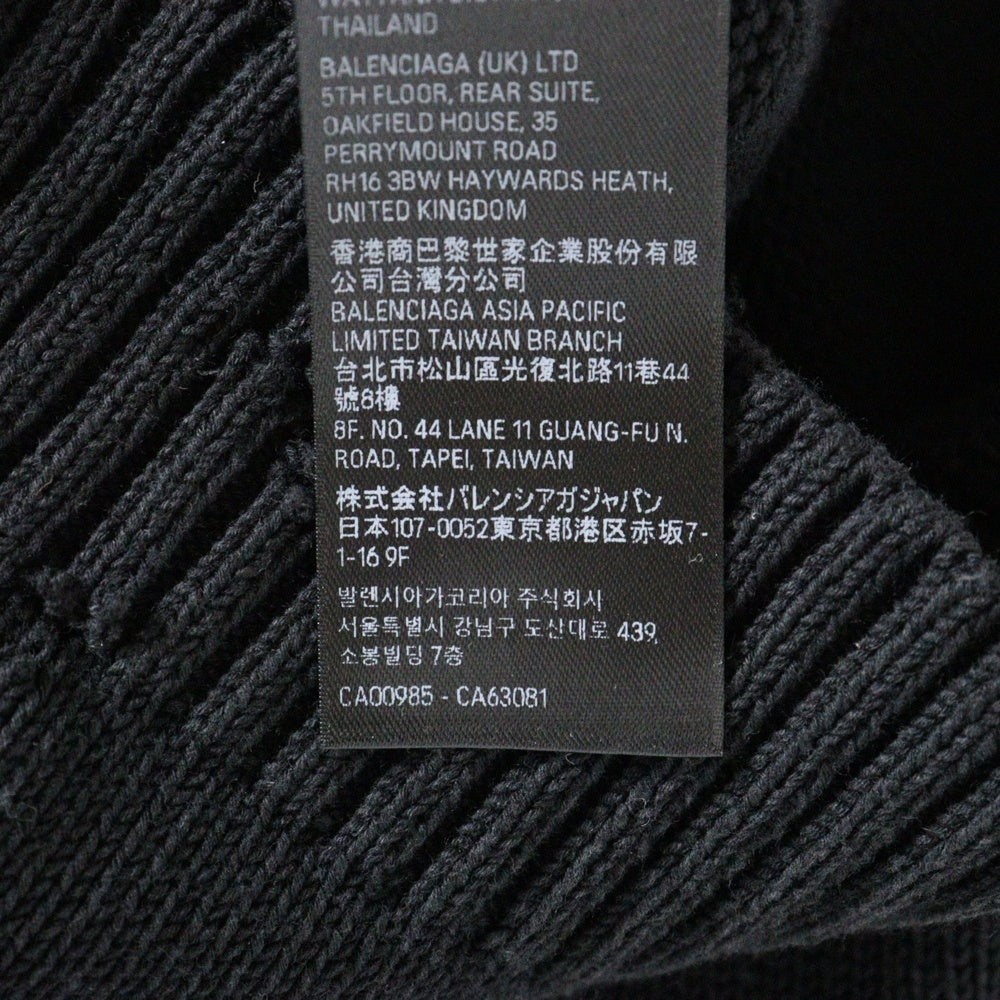 THAILAND
BALENCIAGA (UK) LTD
5TH FLOOR, REAR SUITE,
OAKFIELD HOUSE, 35
PERRYMOUNT ROAD
RH16 3BW HAYWARDS HEATH,
UNITED KINGDOM
香港商巴黎世家企業股份有限
公司台灣分公司
BALENCIAGA ASIA PACIFIC
LIMITED TAIWAN BRANCH
台北市松山區光復北路11巷44
號8樓
8F. NO. 44 LANE 11 GUANG-FU N.
ROAD, TAPEI, TAIWAN
株式会社バレンシアガジャパン
日本107-0052東京都港区赤坂7-
1-16 9F
발렌시아가코리아 주식회사
서울특별시 강남구 도산대로 439,
소봉빌딩 7층
CA00985 - CA63081